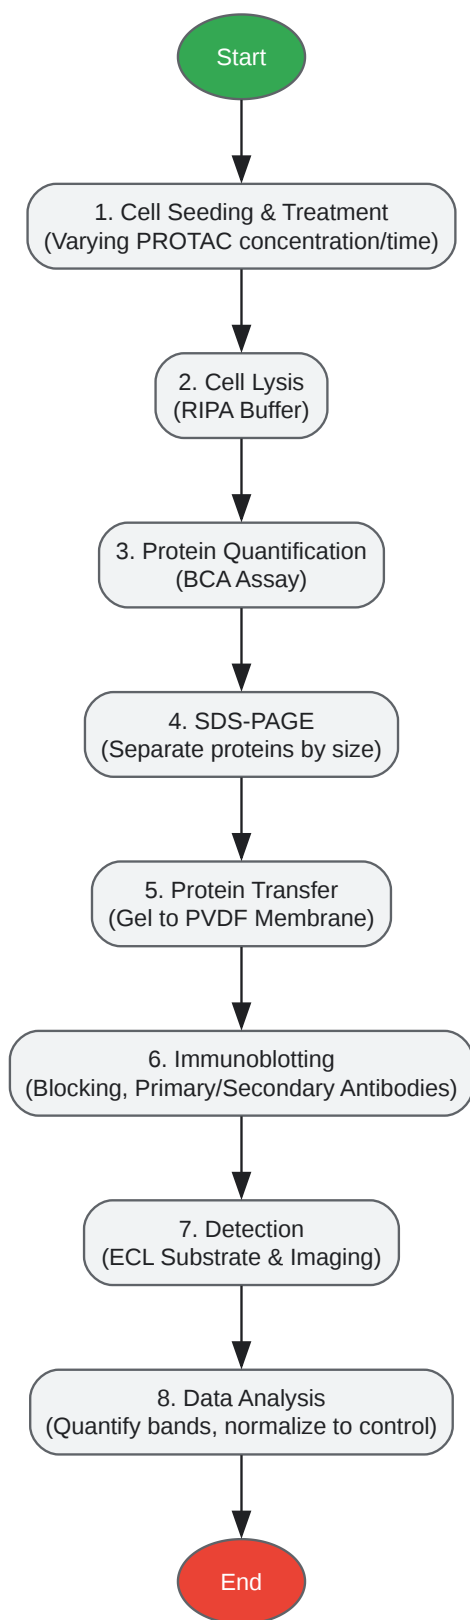 Start
1. Cell Seeding & Treatment
(Varying PROTAC concentration/time)
2. Cell Lysis
(RIPA Buffer)
3. Protein Quantification
(BCA Assay)
4. SDS-PAGE
(Separate proteins by size)
5. Protein Transfer
(Gel to PVDF Membrane)
6. Immunoblotting
(Blocking, Primary/Secondary Antibodies)
7. Detection
(ECL Substrate & Imaging)
8. Data Analysis
(Quantify bands, normalize to control)
End